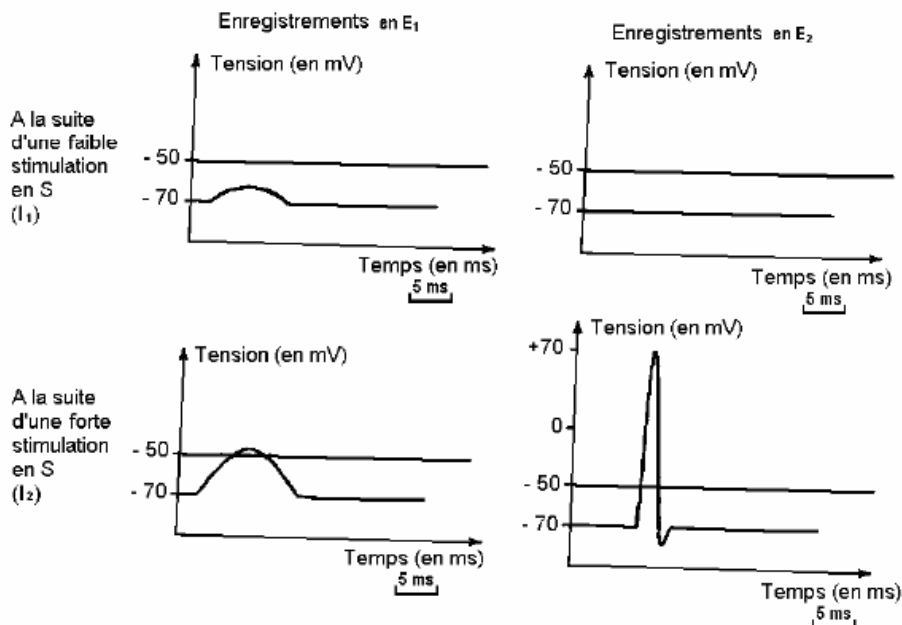 Enregistrements en E₁
Enregistrements en E₂
A la suite
d'une faible
stimulation
en S
(I₁)
Tension (en mV)
- 50
- 70
Temps (en ms)
5 ms
Tension (en mV)
- 50
- 70
Temps (en ms)
5 ms
A la suite
d'une forte
stimulation
en S
(I₂)
Tension (en mV)
- 50
- 70
Temps (en ms)
5 ms
Tension (en mV)
+70
0
- 50
- 70
Temps (en ms)
5 ms